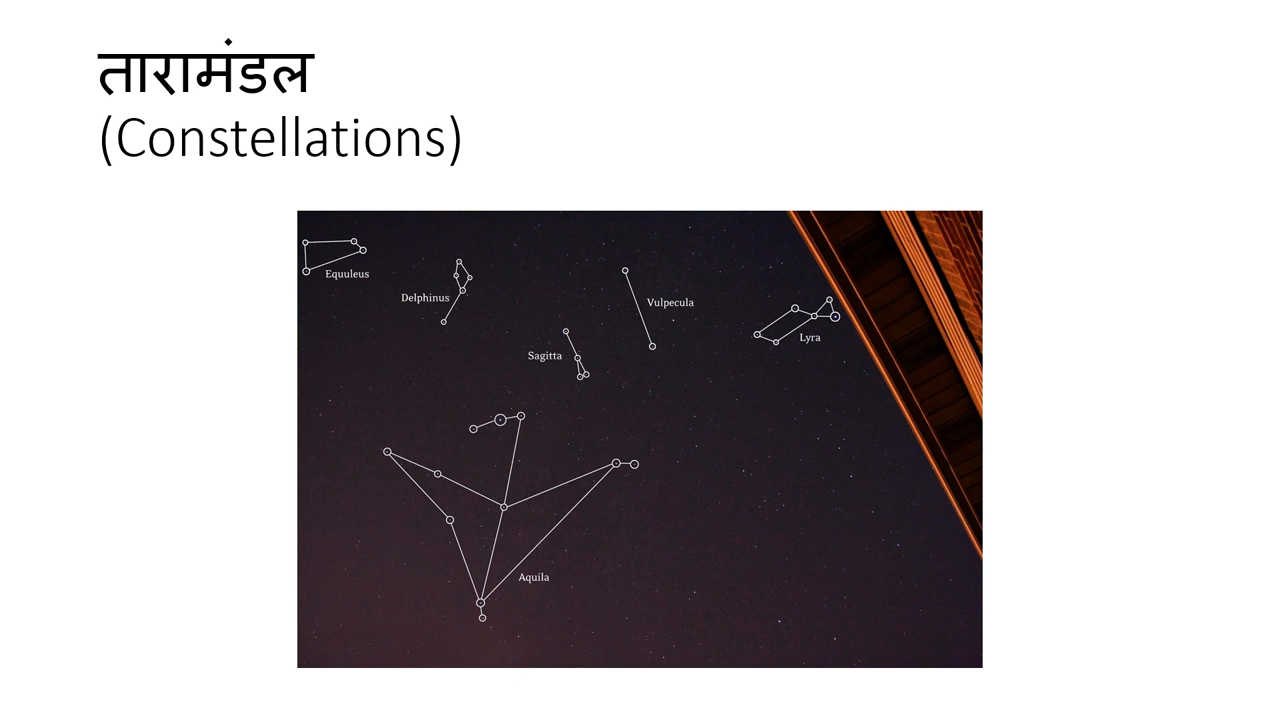 तारामंडल
(Constellations)
Equuleus
Delphinus
Vulpecula
Lyra
Sagitta
Aquila